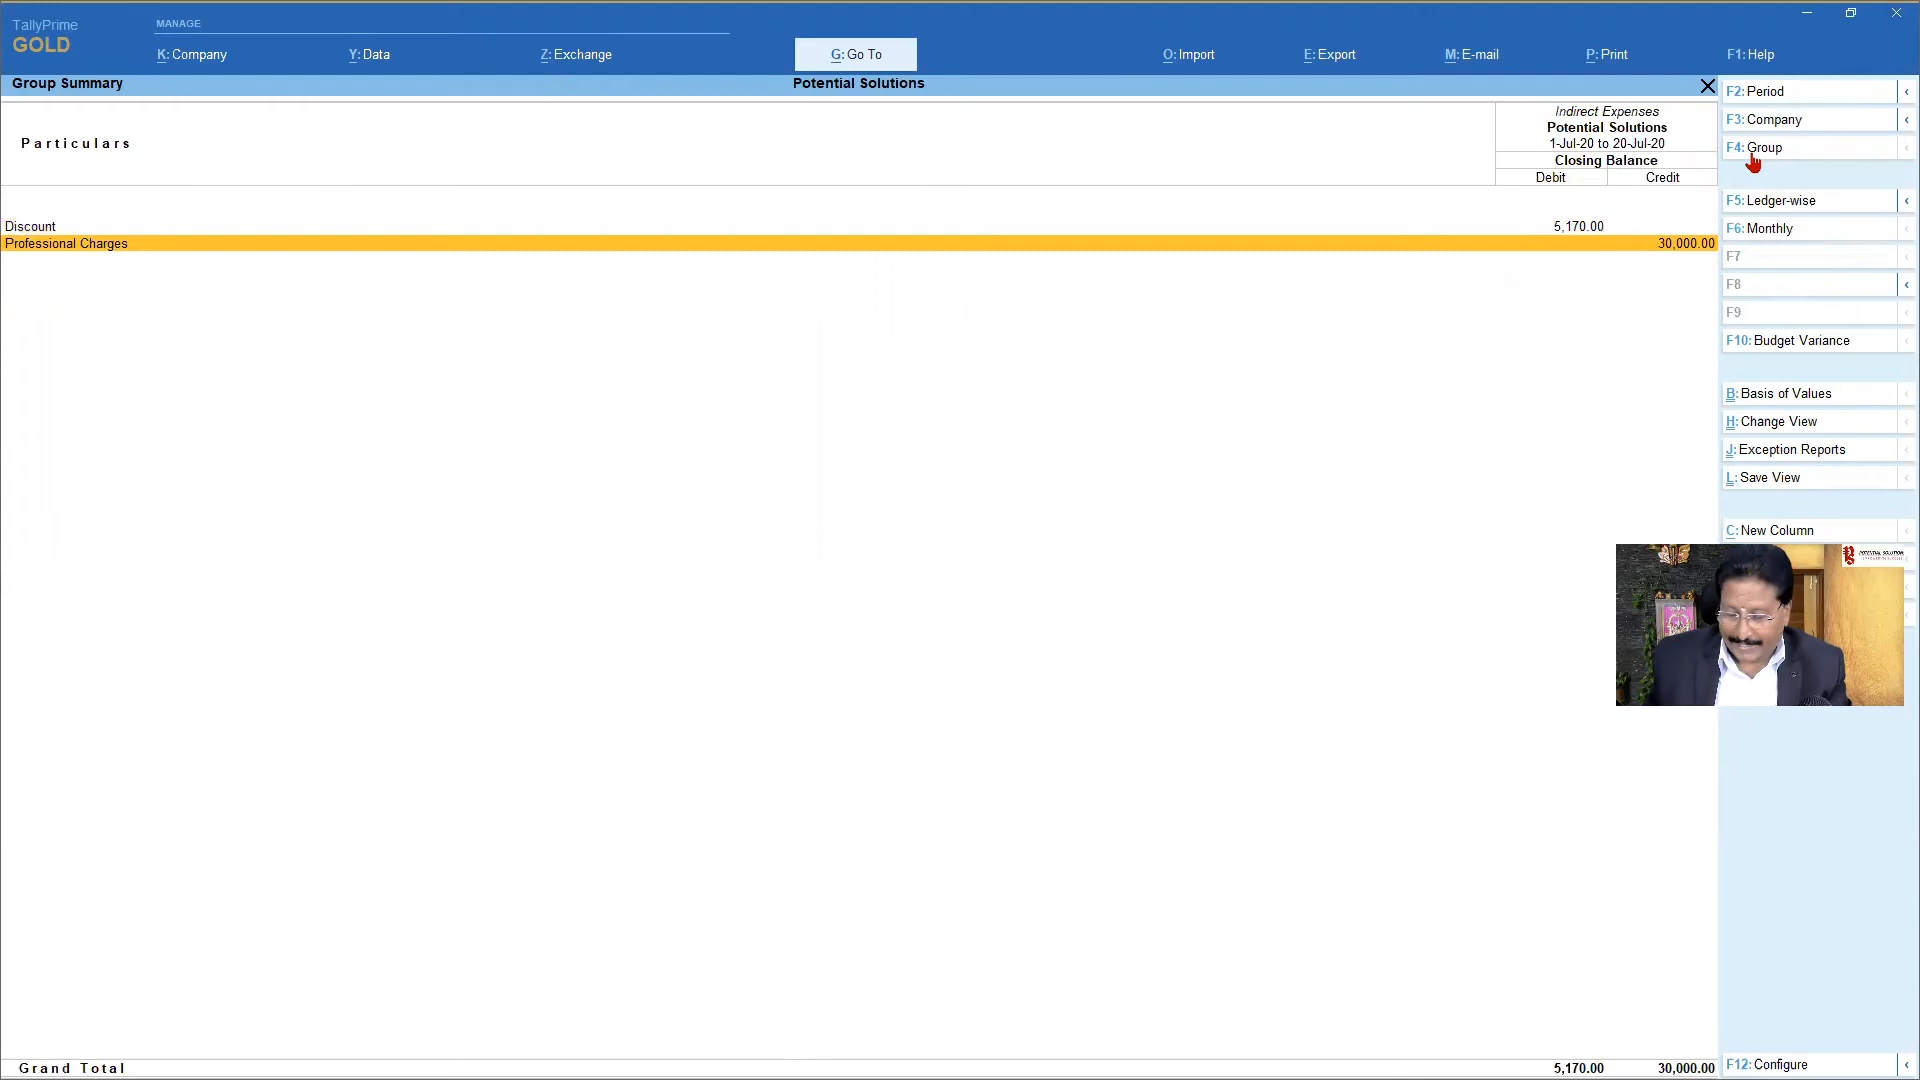 TallyPrime
GOLD
MANAGE
K: Company
Y: Data
Z: Exchange
G: Go To
O: Import
E: Export
M: E-mail
P: Print
F1: Help
Group Summary
Potential Solutions
Particulars
Indirect Expenses
Potential Solutions
1-Jul-20 to 20-Jul-20
Closing Balance
Debit Credit
Discount 5,170.00
Professional Charges 30,000.00
Grand Total 5,170.00 30,000.00
F2: Period
F3: Company
F4: Group
F5: Ledger-wise
F6: Monthly
F7
F8
F9
F10: Budget Variance
B: Basis of Values
H: Change View
J: Exception Reports
L: Save View
C: New Column
POTENTIAL SOLUTION
F12: Configure